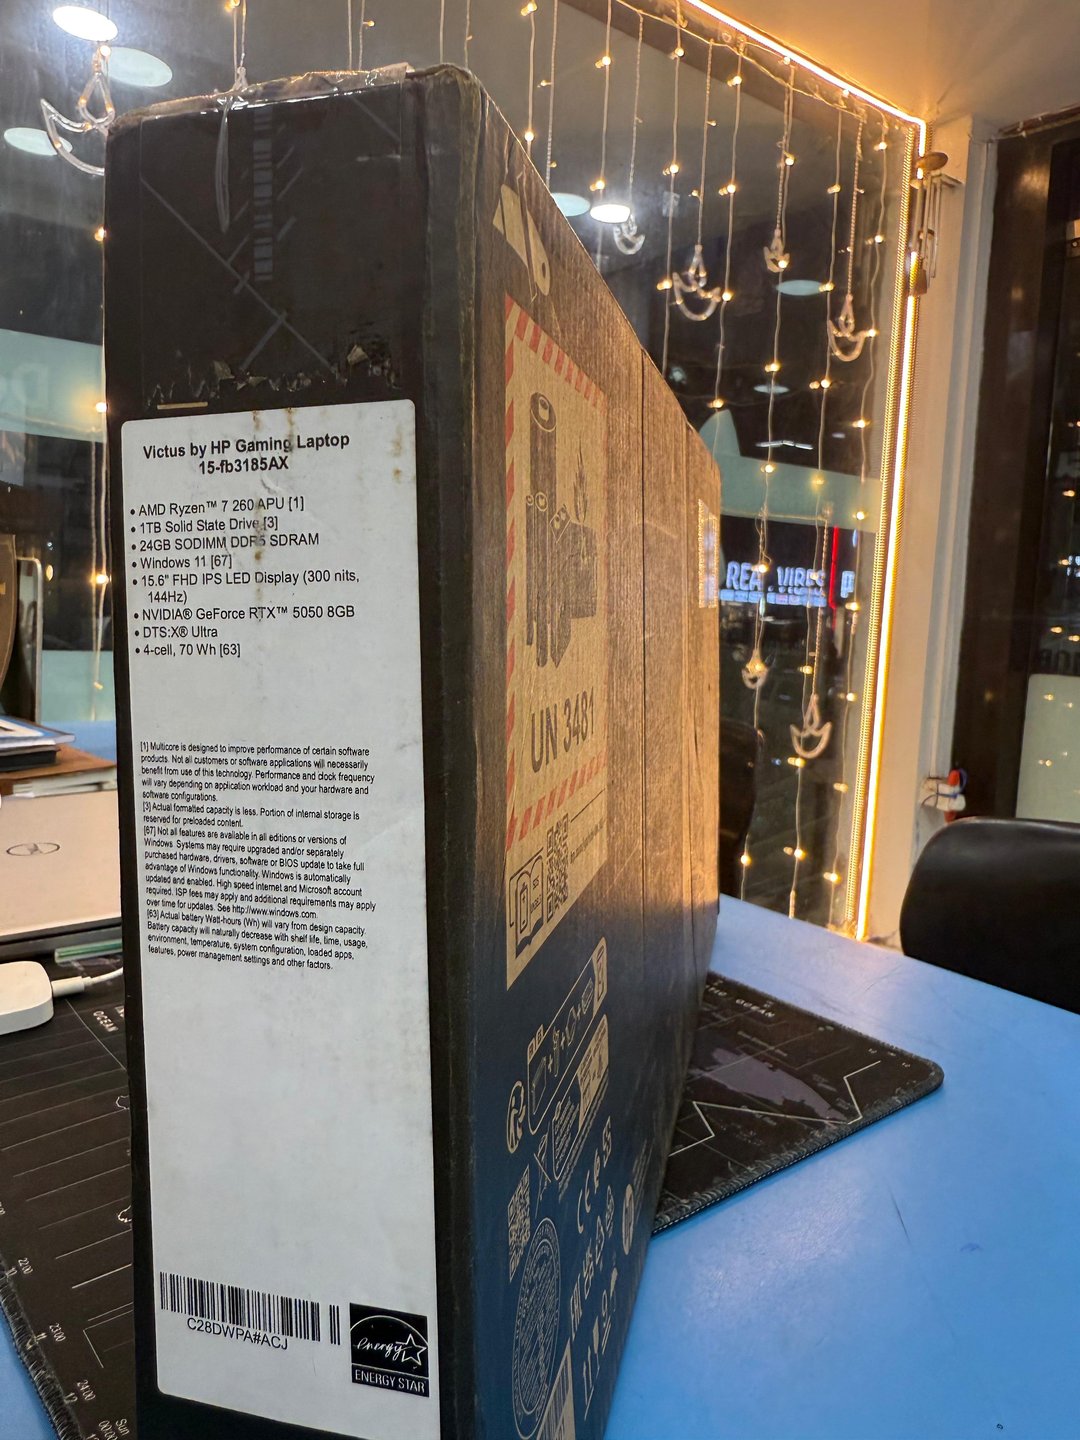 Victus by HP Gaming Laptop
15-fb3185AX
• AMD Ryzen™ 7 260 APU [1]
• 1TB Solid State Drive [3]
• 24GB SODIMM DDR5 SDRAM
• Windows 11 [67]
• 15.6" FHD IPS LED Display (300 nits,
144Hz)
• NVIDIA® GeForce RTX™ 5050 8GB
• DTS:X® Ultra
• 4-cell, 70 Wh [63]
[1] Multicore is designed to improve performance of certain software
products. Not all customers or software applications will necessarily
benefit from use of this technology. Performance and clock frequency
will vary depending on application workload and your hardware and
software configurations.
[3] Actual formatted capacity is less. Portion of internal storage is
reserved for preloaded content.
[67] Not all features are available in all editions or versions of
Windows. Systems may require upgraded and/or separately
purchased hardware, drivers, software or BIOS update to take full
advantage of Windows functionality. Windows is automatically
updated and enabled. High speed internet and Microsoft account
required. ISP fees may apply and additional requirements may apply
over time for updates. See http://www.windows.com.
[63] Actual battery Watt-hours (Wh) will vary from design capacity.
Battery capacity will naturally decrease with shelf life, time, usage,
environment, temperature, system configuration, loaded apps,
features, power management settings and other factors.
C28DWPA#ACJ
energy
ENERGY STAR
UN 3481
OCEAN
OCEAN
22:00
23:00
24:00
Sun